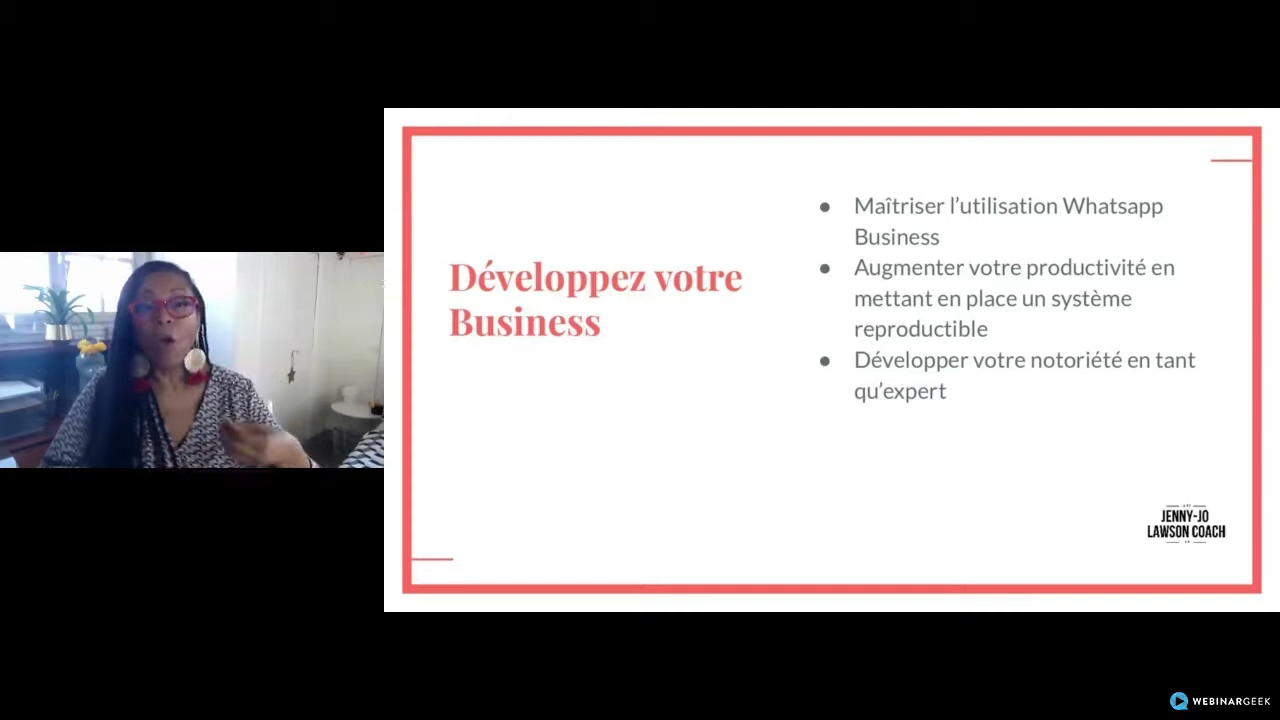 Développez votre
Business
● Maîtriser l’utilisation Whatsapp
Business
● Augmenter votre productivité en
mettant en place un système
reproductible
● Développer votre notoriété en tant
qu’expert
JENNY-JO
LAWSON COACH
WEBINARGEEK